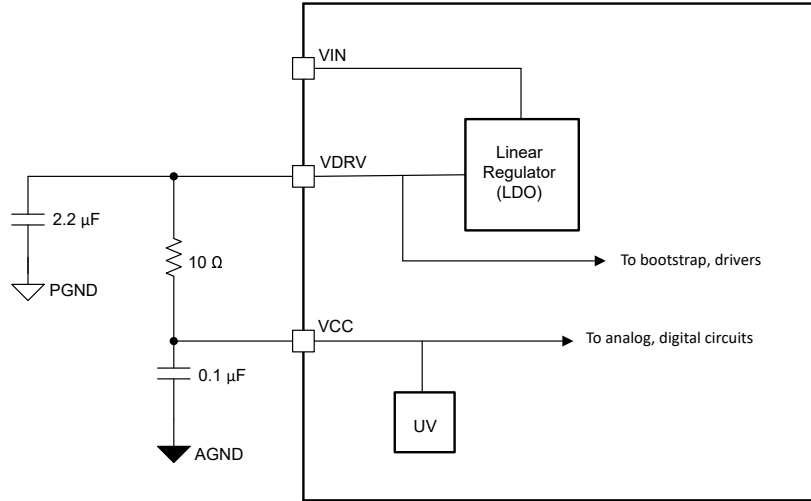 VIN
Linear
Regulator
(LDO)
VDRV
2.2 µF
10 Ω
To bootstrap, drivers
PGND
VCC
To analog, digital circuits
0.1 µF
UV
AGND